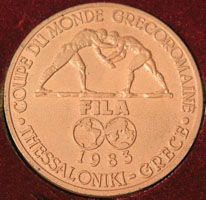 COUPE DU MONDE GRECOROMAINE
FILA
1983
· THESSALONIKI - GRECE ·